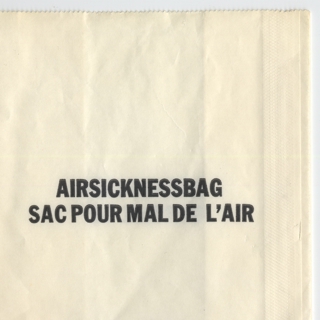 AIRSICKNESSBAG
SAC POUR MAL DE L'AIR